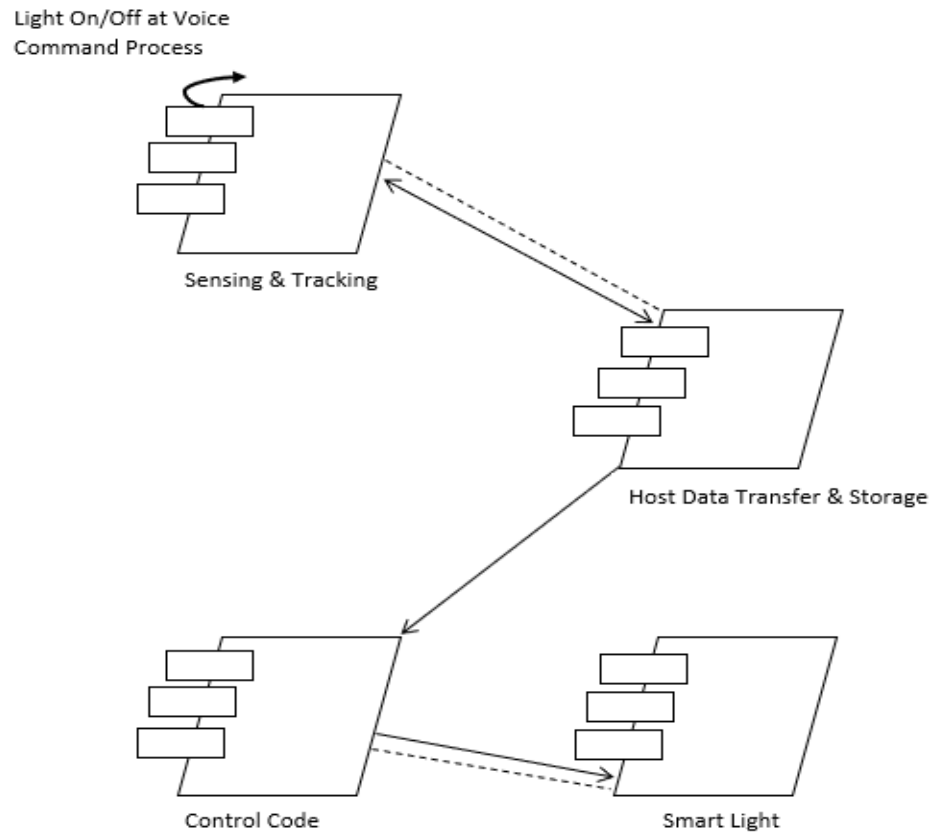 Light On/Off at Voice
Command Process
Sensing & Tracking
Host Data Transfer & Storage
Control Code
Smart Light